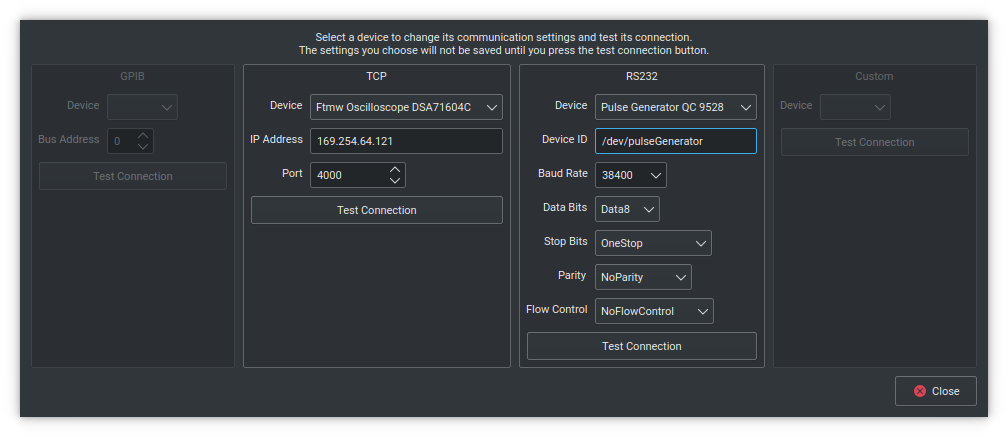 Select a device to change its communication settings and test its connection.
The settings you choose will not be saved until you press the test connection button.
GPIB
Device
Bus Address 0
Test Connection
TCP
Device Ftmw Oscilloscope DSA71604C
IP Address 169.254.64.121
Port 4000
Test Connection
RS232
Device Pulse Generator QC 9528
Device ID /dev/pulseGenerator
Baud Rate 38400
Data Bits Data8
Stop Bits OneStop
Parity NoParity
Flow Control NoFlowControl
Test Connection
Custom
Device
Test Connection
Close